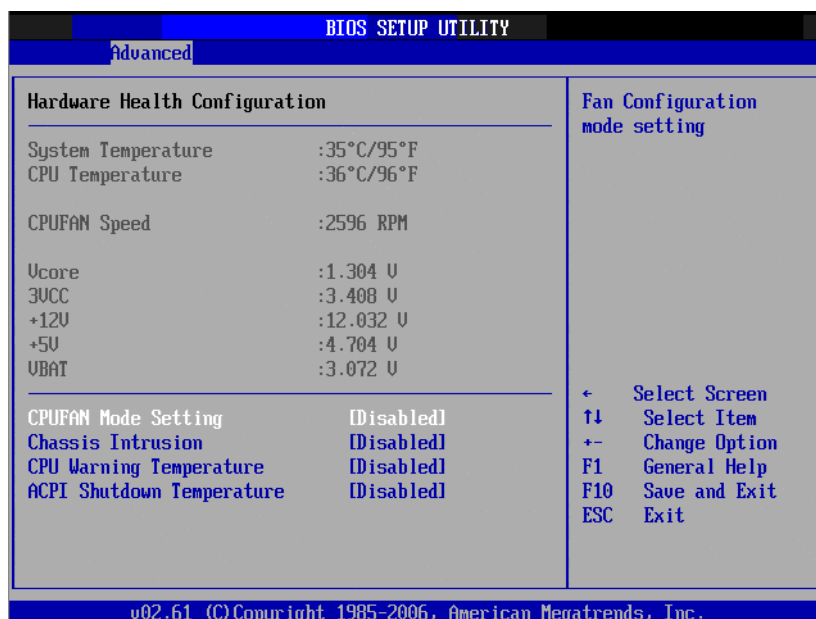 BIOS SETUP UTILITY
Advanced
Hardware Health Configuration
System Temperature :35°C/95°F
CPU Temperature :36°C/96°F
CPUFAN Speed :2596 RPM
Vcore :1.304 V
3VCC :3.408 V
+12V :12.032 V
+5V :4.704 V
VBAT :3.072 V
CPUFAN Mode Setting [Disabled]
Chassis Intrusion [Disabled]
CPU Warning Temperature [Disabled]
ACPI Shutdown Temperature [Disabled]
Fan Configuration
mode setting
← Select Screen
↑↓ Select Item
+- Change Option
F1 General Help
F10 Save and Exit
ESC Exit
v02.61 (C)Copyright 1985-2006, American Megatrends, Inc.